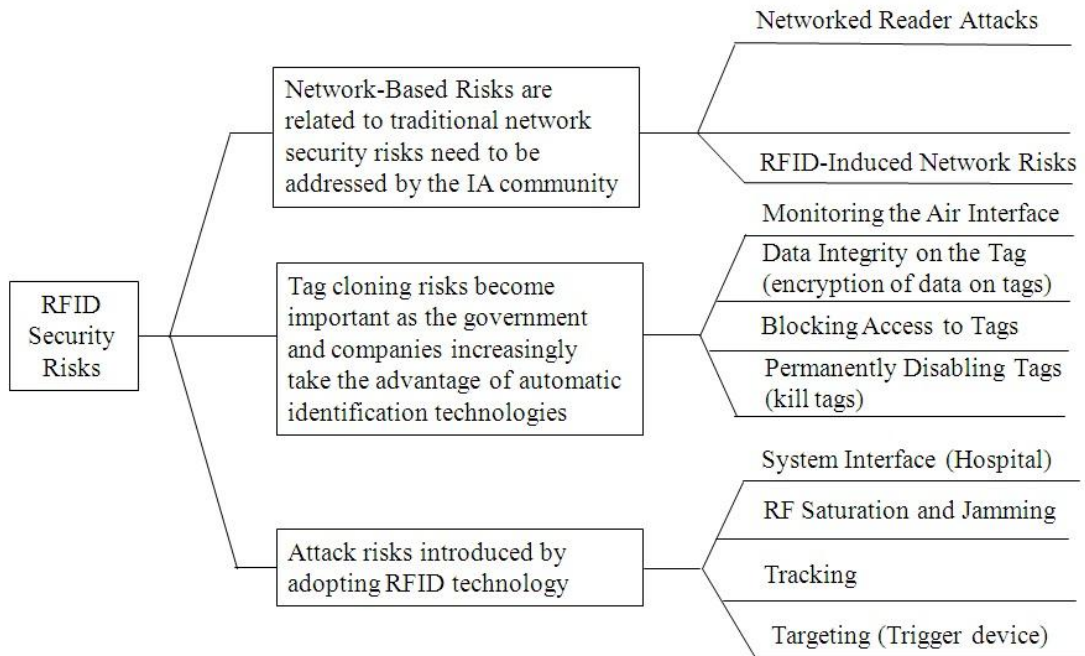 Networked Reader Attacks
Network-Based Risks are
related to traditional network
security risks need to be
addressed by the IA community
RFID-Induced Network Risks
Monitoring the Air Interface
Data Integrity on the Tag
(encryption of data on tags)
RFID
Security
Risks
Tag cloning risks become
important as the government
and companies increasingly
take the advantage of automatic
identification technologies
Blocking Access to Tags
Permanently Disabling Tags
(kill tags)
System Interface (Hospital)
RF Saturation and Jamming
Attack risks introduced by
adopting RFID technology
Tracking
Targeting (Trigger device)